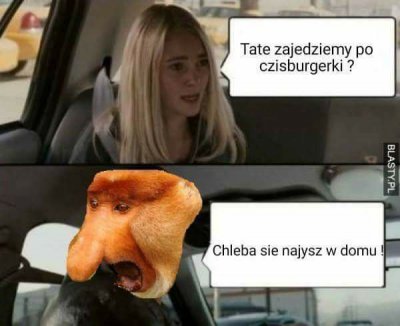 Tate zajedziemy po
czisburgerki ?
BLASTY.PL
Chleba sie najysz w domu !